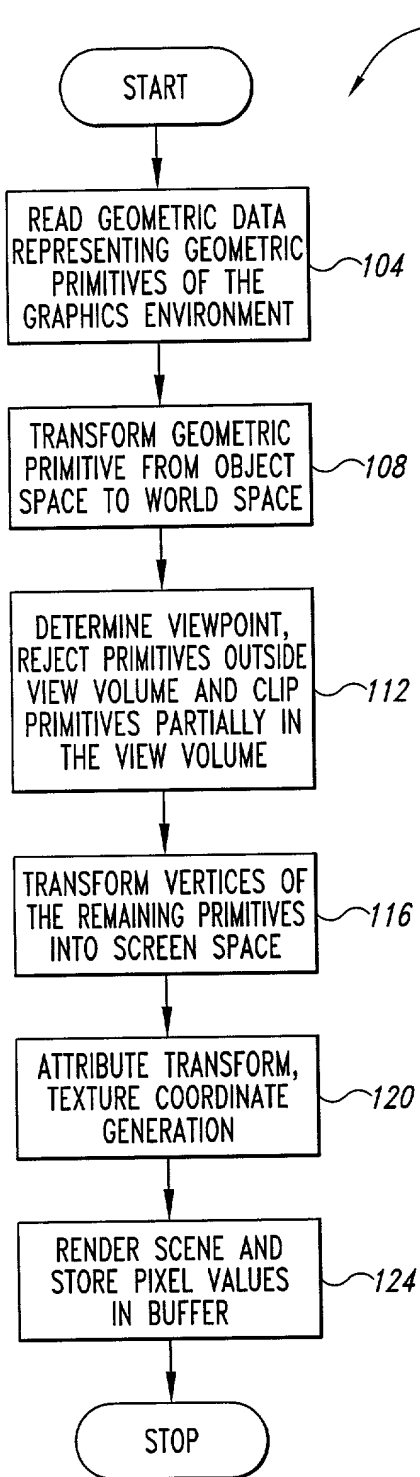 START
READ GEOMETRIC DATA
REPRESENTING GEOMETRIC
PRIMITIVES OF THE
GRAPHICS ENVIRONMENT
104
TRANSFORM GEOMETRIC
PRIMITIVE FROM OBJECT
SPACE TO WORLD SPACE
108
DETERMINE VIEWPOINT,
REJECT PRIMITIVES OUTSIDE
VIEW VOLUME AND CLIP
PRIMITIVES PARTIALLY IN
THE VIEW VOLUME
112
TRANSFORM VERTICES OF
THE REMAINING PRIMITIVES
INTO SCREEN SPACE
116
ATTRIBUTE TRANSFORM,
TEXTURE COORDINATE
GENERATION
120
RENDER SCENE AND
STORE PIXEL VALUES
IN BUFFER
124
STOP